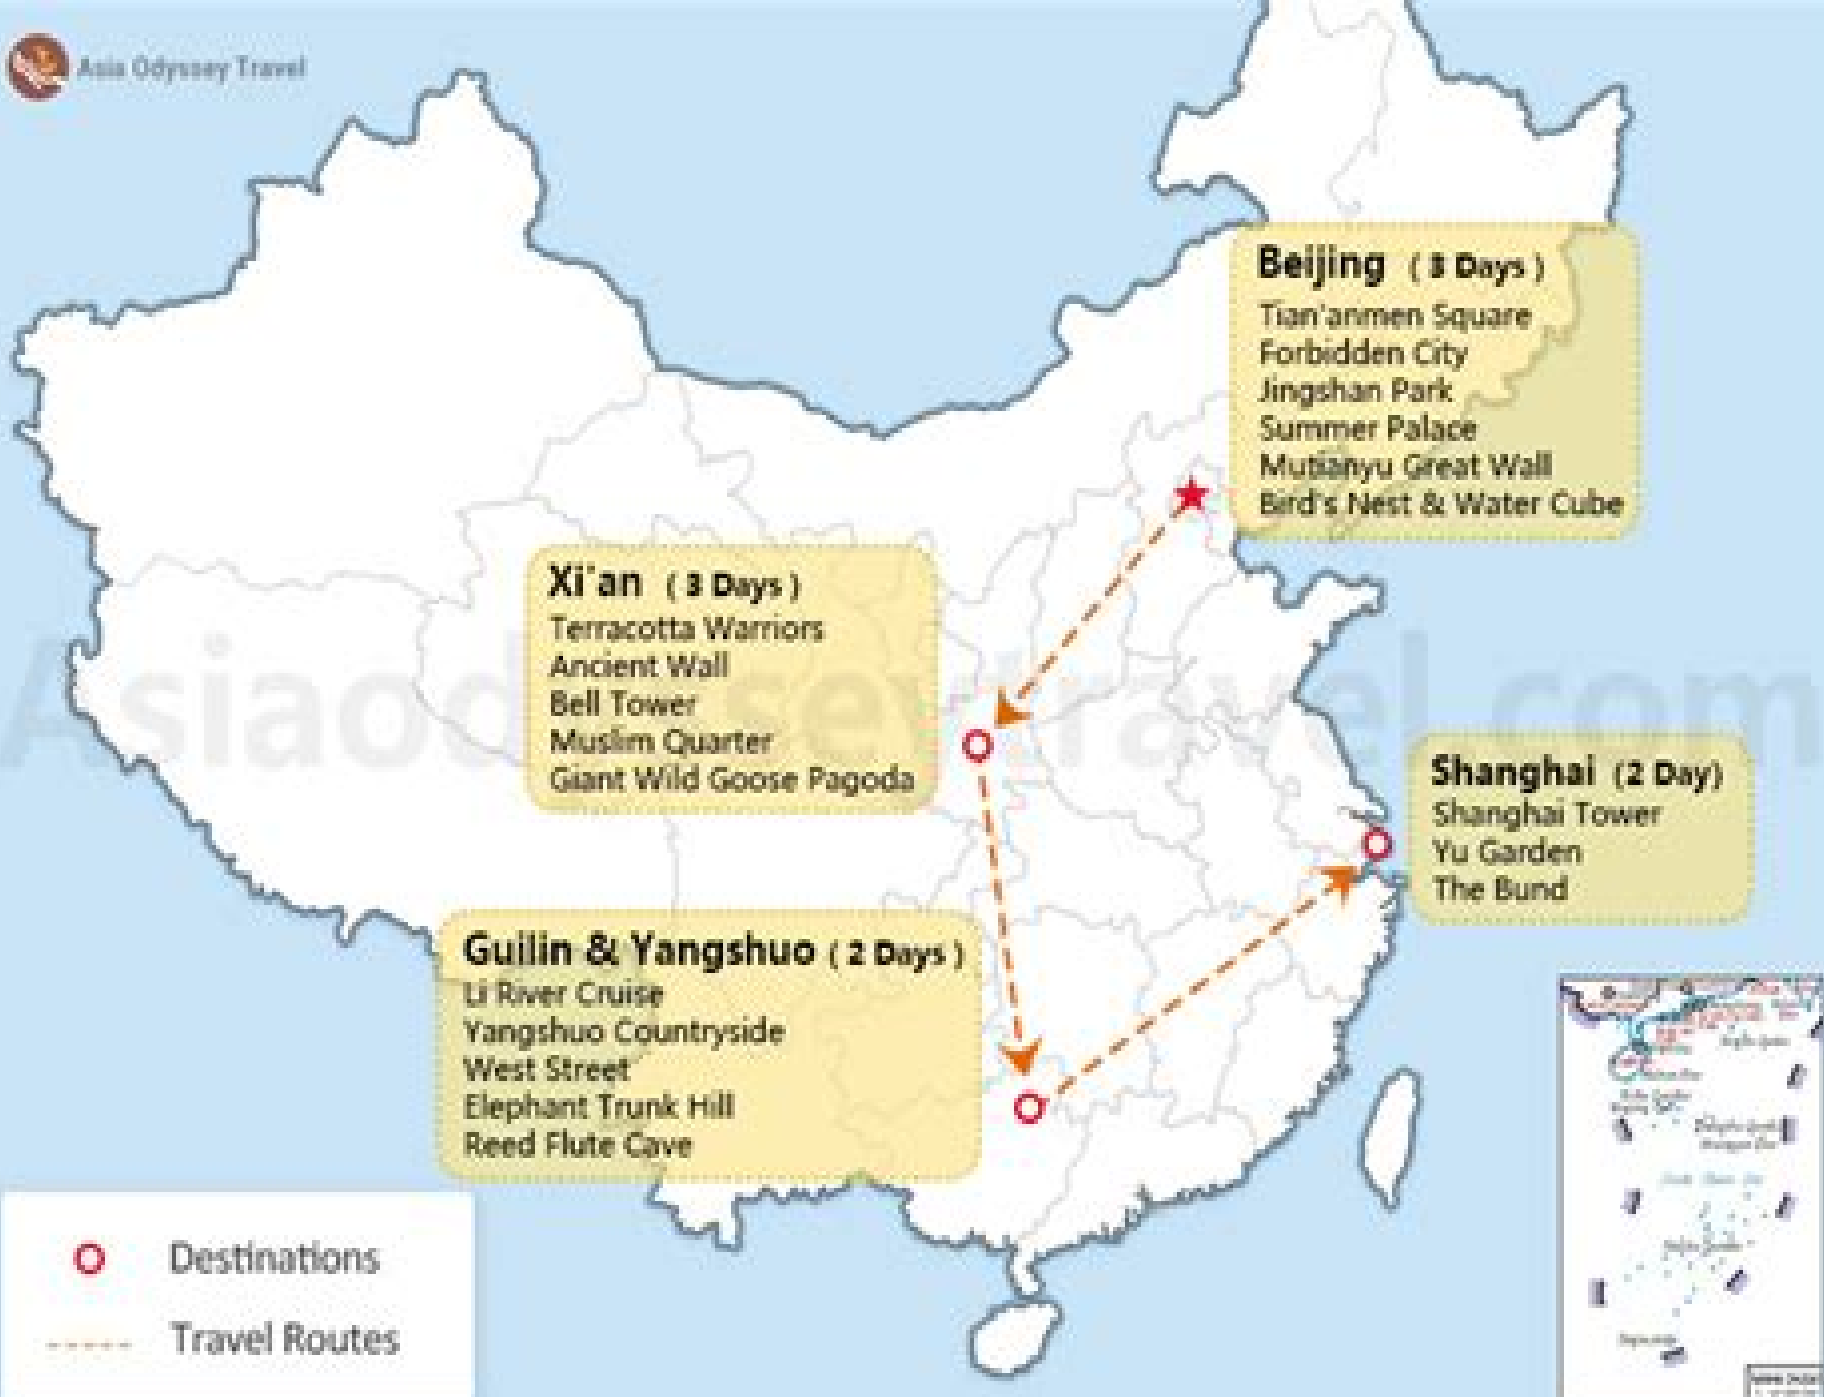 Asia Odyssey Travel
Beijing ( 3 Days )
Tian'anmen Square
Forbidden City
Jingshan Park
Summer Palace
Mutianyu Great Wall
Bird's Nest & Water Cube
Xi'an ( 3 Days )
Terracotta Warriors
Ancient Wall
Bell Tower
Muslim Quarter
Giant Wild Goose Pagoda
Shanghai (2 Day)
Shanghai Tower
Yu Garden
The Bund
Guilin & Yangshuo ( 2 Days )
Li River Cruise
Yangshuo Countryside
West Street
Elephant Trunk Hill
Reed Flute Cave
Destinations
Travel Routes